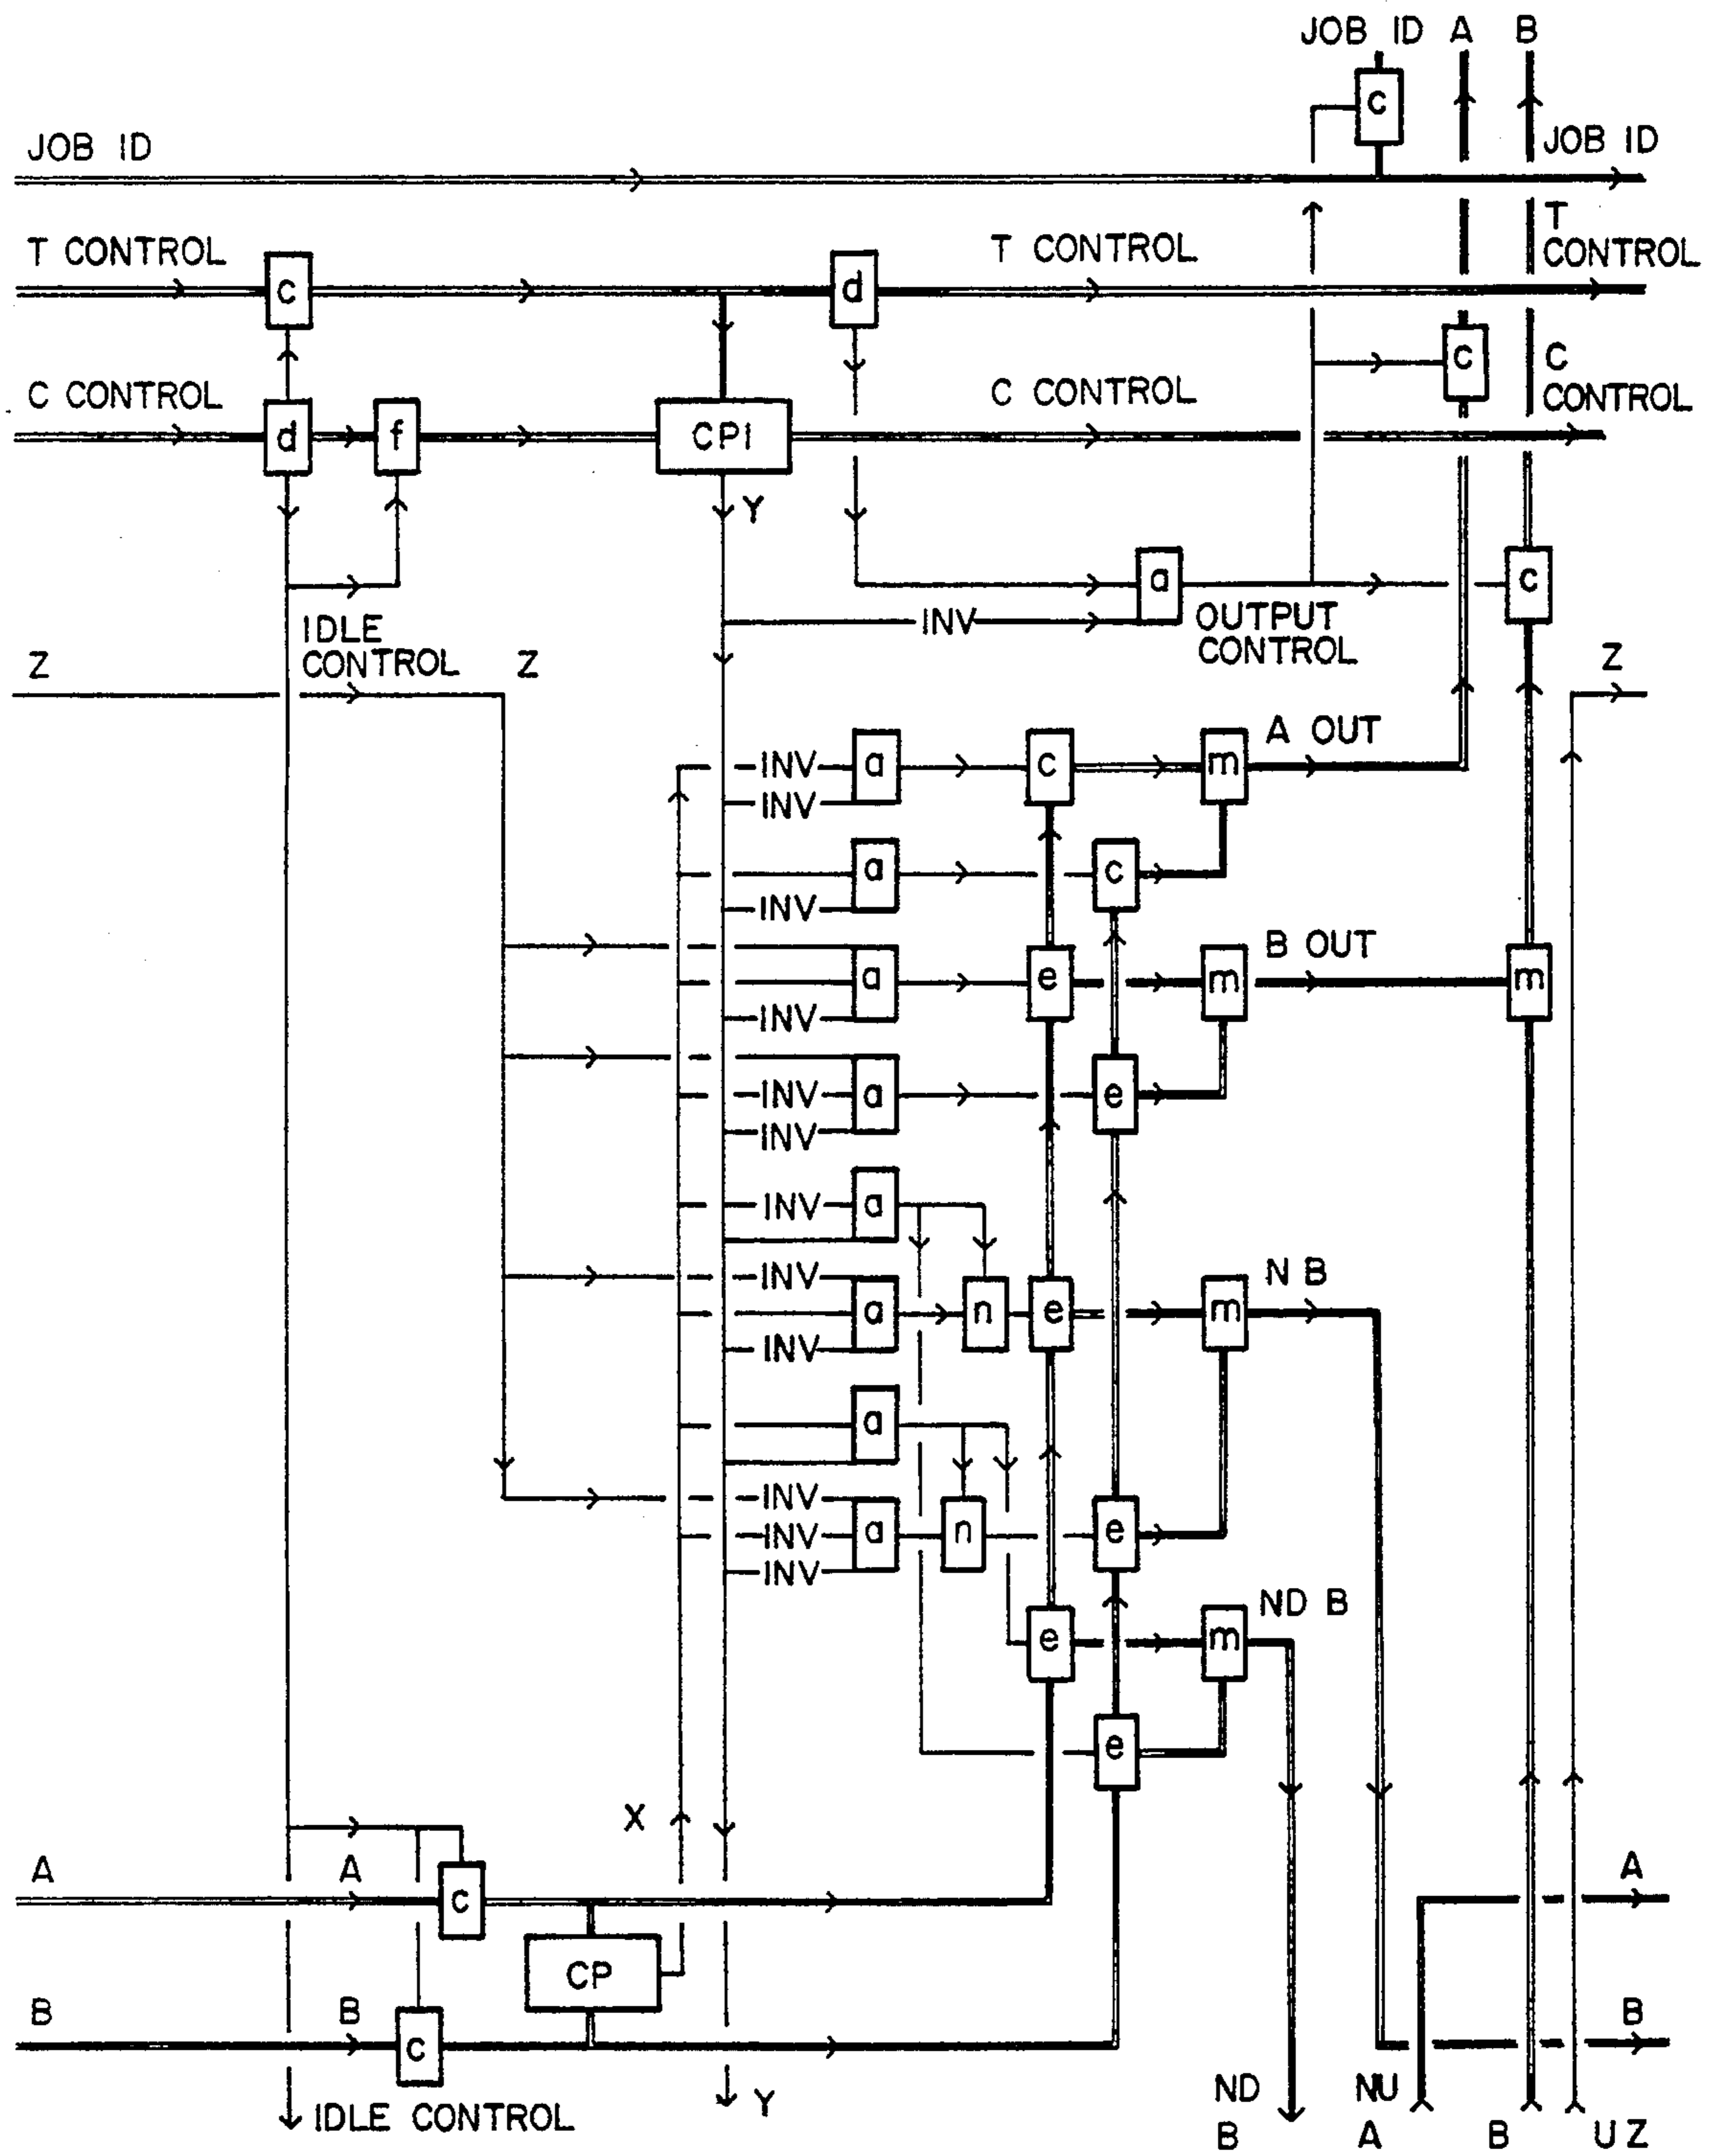 JOB ID A B
c
JOB ID
JOB ID
T CONTROL
T CONTROL
T
CONTROL
c
d
c
C CONTROL
C CONTROL
C
CONTROL
d
f
CPI
Y
a
c
INV
OUTPUT
CONTROL
IDLE
CONTROL
Z
Z
Z
A OUT
INV
a
c
m
INV
a
c
INV
B OUT
a
e
m
m
INV
INV
a
e
INV
INV
a
N B
INV
a
n
e
m
INV
a
INV
INV
a
n
e
INV
ND B
e
m
e
X
A
A
A
c
CP
B
B
B
c
ND
NU
Y
IDLE CONTROL
B
A
B
U Z